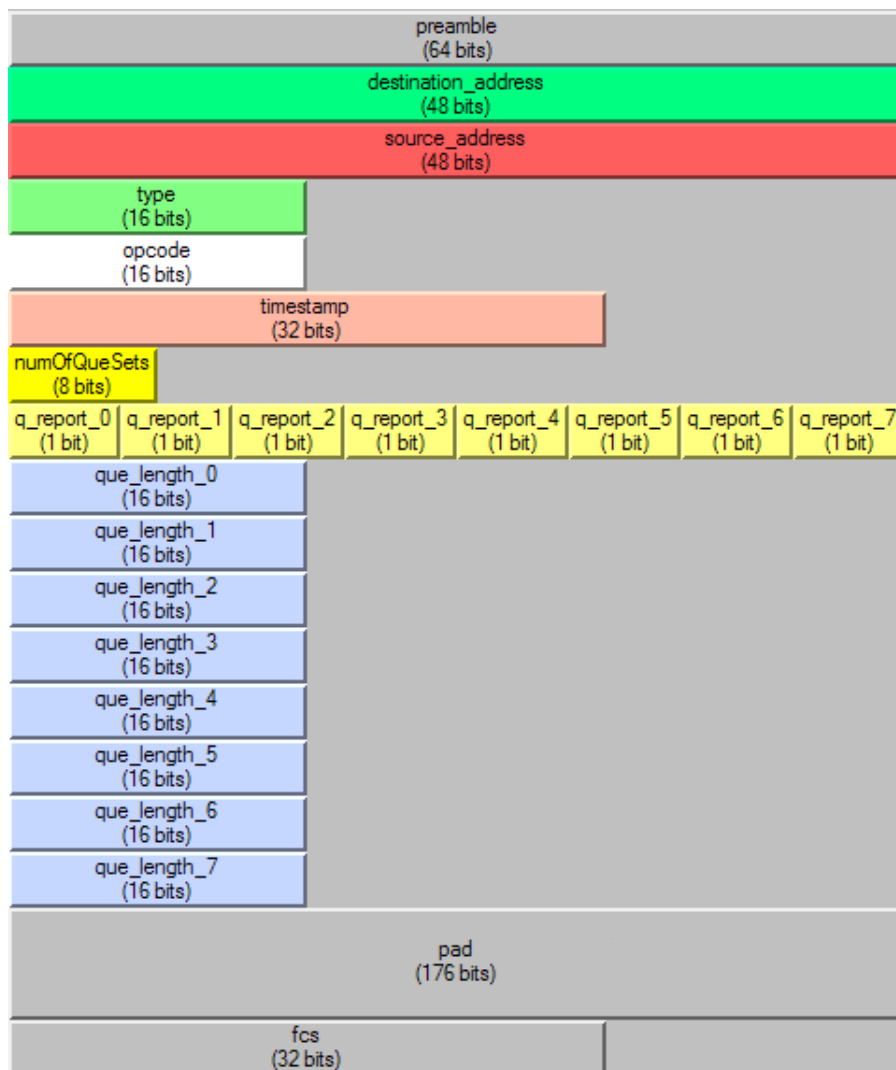 preamble
(64 bits)
destination_address
(48 bits)
source_address
(48 bits)
type
(16 bits)
opcode
(16 bits)
timestamp
(32 bits)
numOfQueSets
(8 bits)
q_report_0 q_report_1 q_report_2 q_report_3 q_report_4 q_report_5 q_report_6 q_report_7
(1 bit) (1 bit) (1 bit) (1 bit) (1 bit) (1 bit) (1 bit) (1 bit)
que_length_0
(16 bits)
que_length_1
(16 bits)
que_length_2
(16 bits)
que_length_3
(16 bits)
que_length_4
(16 bits)
que_length_5
(16 bits)
que_length_6
(16 bits)
que_length_7
(16 bits)
pad
(176 bits)
fcs
(32 bits)